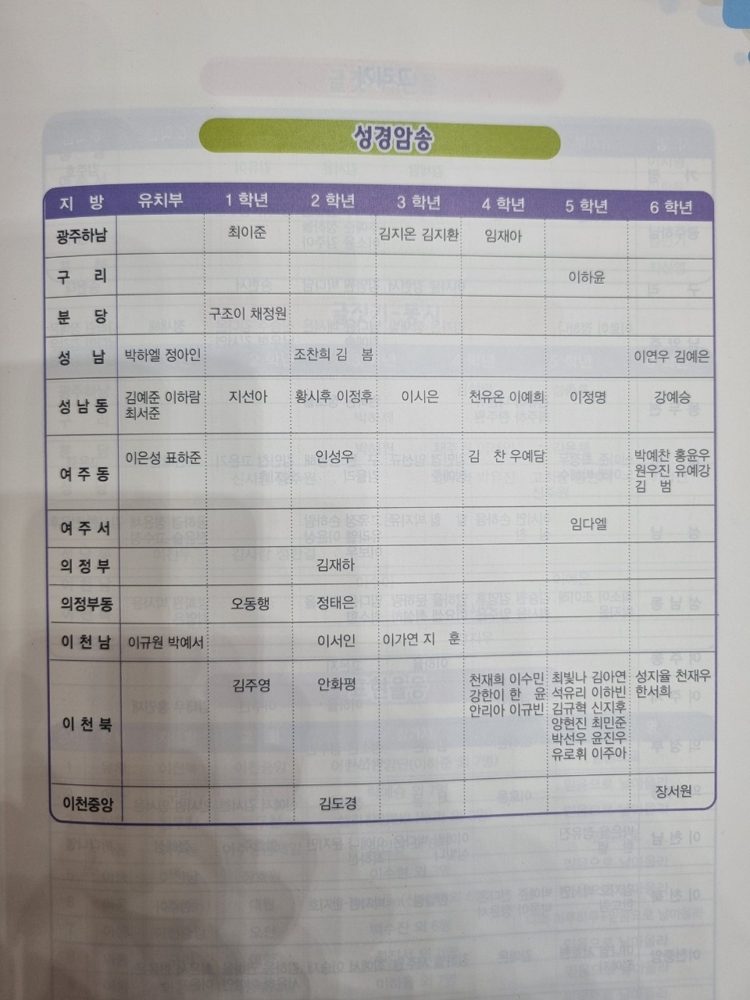 성경암송
지 방 유치부 1 학년 2 학년 3 학년 4 학년 5 학년 6 학년
광주하남 최이준 김지온 김지환 임재아
구 리 이하윤
분 당 구조이 채정원
성 남 박하엘 정아인 조찬희 김 봄 이연우 김예은
성 남 동 김예준 이하람 지선아 황시후 이정후 이시은 천유온 이예희 이정명 강예승
최서준
여 주 동 이은성 표하준 인성우 김 찬 우예담 박예찬 홍윤우
원우진 유예강
김 범
여 주 서 임다엘
의 정 부 김재하
의정부동 오동행 정태은
이 천 남 이규원 박예서 이서인 이가연 지 훈
이 천 북 김주영 안화평 천재희 이수민 최빛나 김아연 성지율 천재우
강한이 한 윤 석유리 이하빈 한서희
안리아 이규빈 김규혁 신지후
양현진 최민준
박선우 윤진우
유로휘 이주아
이천중앙 김도경 장서원